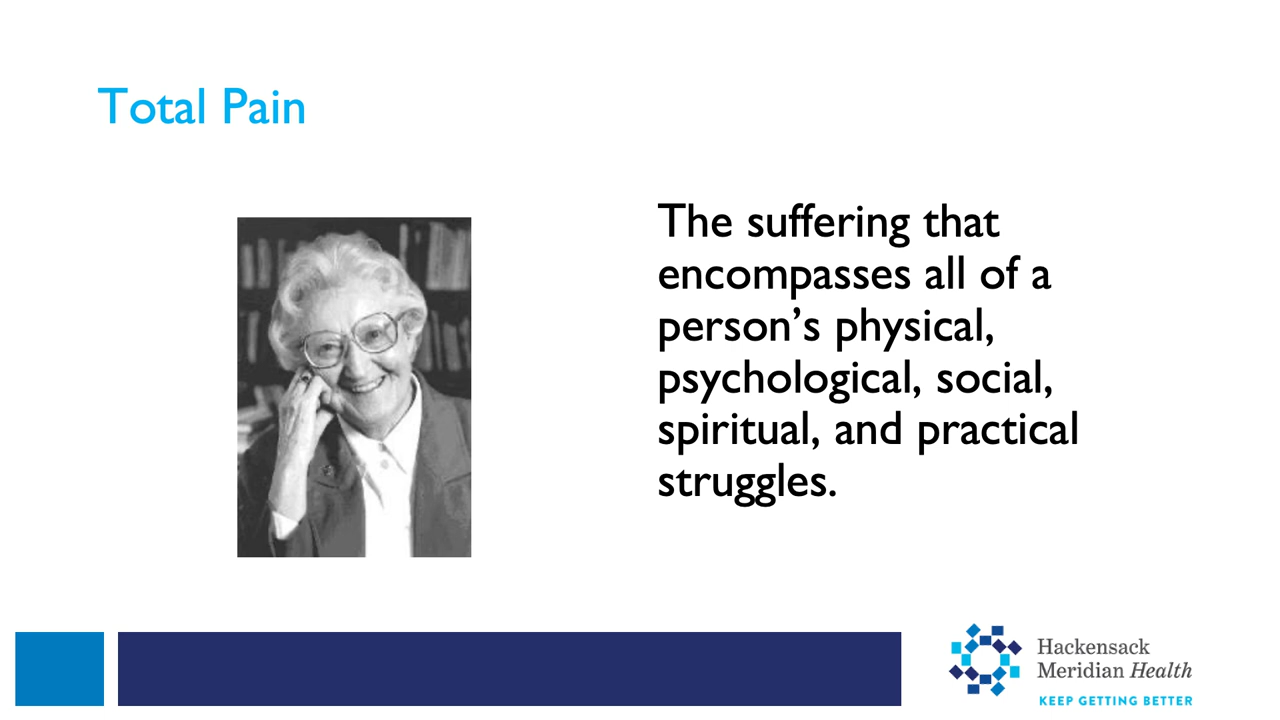 Total Pain
The suffering that
encompasses all of a
person’s physical,
psychological, social,
spiritual, and practical
struggles.
Hackensack
Meridian Health
KEEP GETTING BETTER